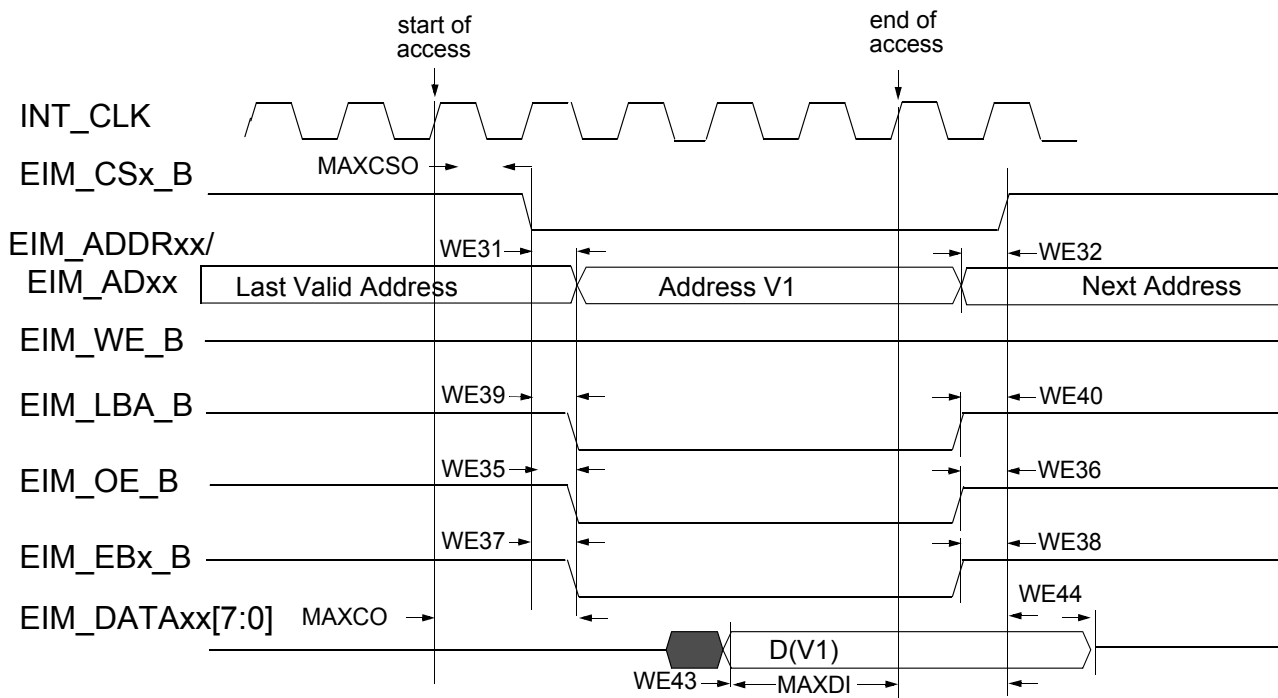 start of
access
end of
access
INT_CLK
MAXCSO
EIM_CSx_B
EIM_ADDRxx/
EIM_ADxx
WE31
WE32
Last Valid Address
Address V1
Next Address
EIM_WE_B
WE39
WE40
EIM_LBA_B
WE35
WE36
EIM_OE_B
WE37
WE38
EIM_EBx_B
WE44
EIM_DATAxx[7:0]
MAXCO
D(V1)
WE43
MAXDI